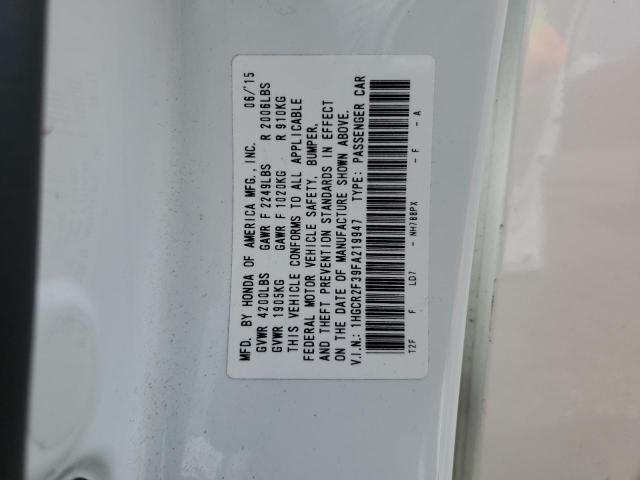 MFD. BY HONDA OF AMERICA MFG., INC. 06/15
GVWR 4200LBS GAWR F 2249LBS R 2006LBS
GVWR 1905KG GAWR F 1020KG R 910KG
THIS VEHICLE CONFORMS TO ALL APPLICABLE
FEDERAL MOTOR VEHICLE SAFETY, BUMPER,
AND THEFT PREVENTION STANDARDS IN EFFECT
ON THE DATE OF MANUFACTURE SHOWN ABOVE.
V.I.N.: 1HGCR2F39FA219947 TYPE: PASSENGER CAR
T2F F LD7 - NH788PX - F - A